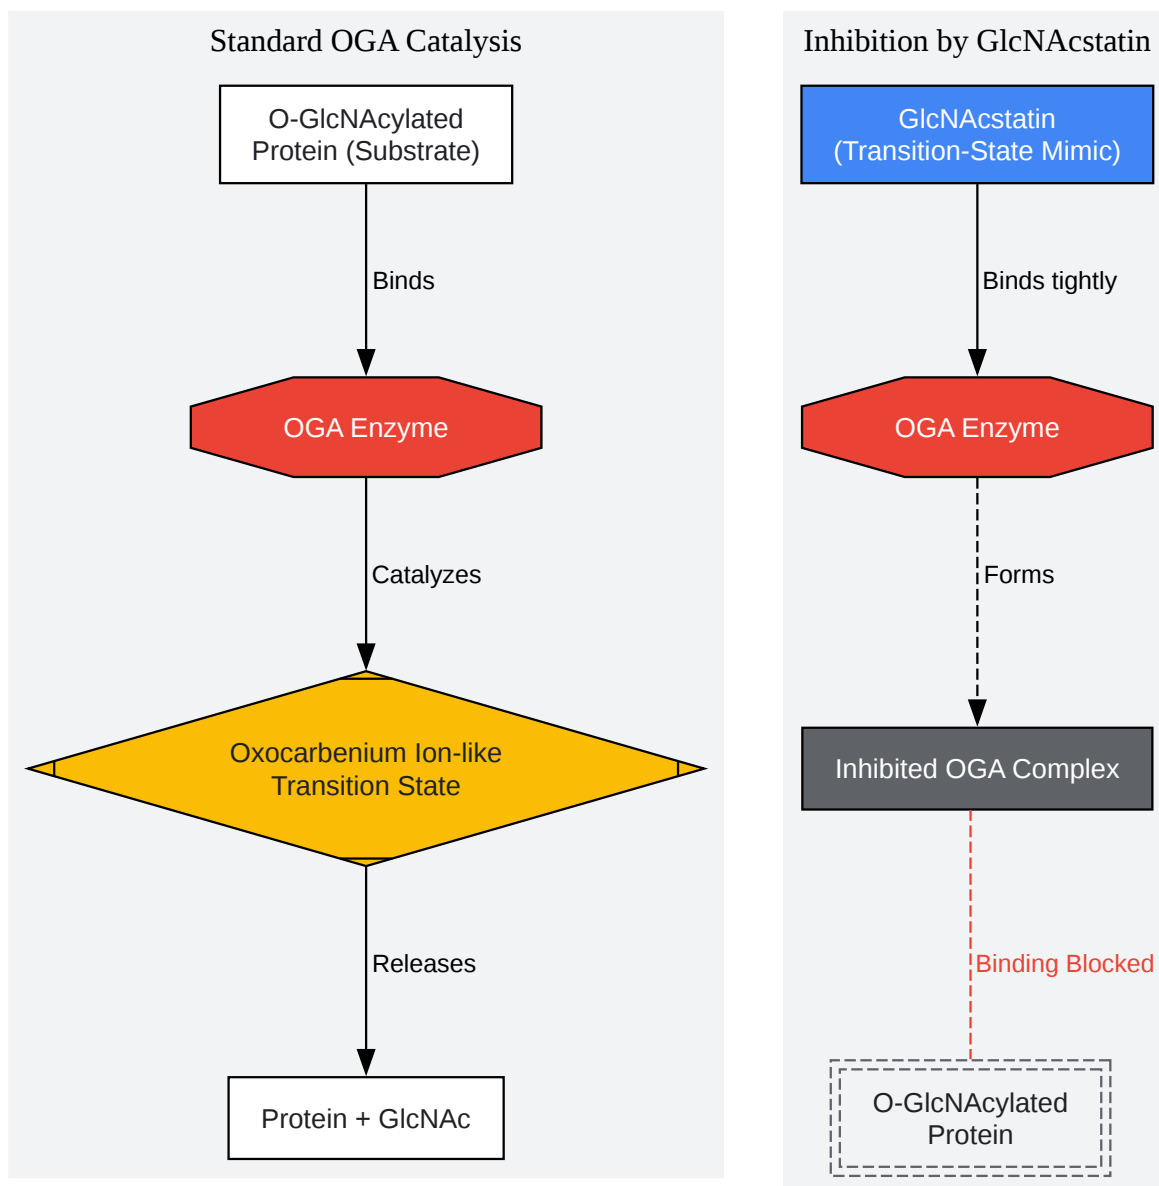 Standard OGA Catalysis
O-GlcNAcylated
Protein (Substrate)
Binds
OGA Enzyme
Catalyzes
Oxocarbenium Ion-like
Transition State
Releases
Protein + GlcNAc
Inhibition by GlcNAcstatin
GlcNAcstatin
(Transition-State Mimic)
Binds tightly
OGA Enzyme
Forms
Inhibited OGA Complex
Binding Blocked
O-GlcNAcylated
Protein